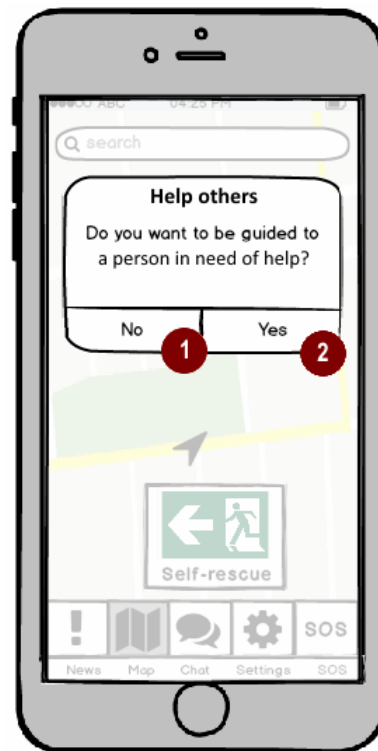 ABC 04:25 PM
search
Help others
Do you want to be guided to
a person in need of help?
No Yes
1 2
Self-rescue
! SOS
News Map Chat Settings SOS